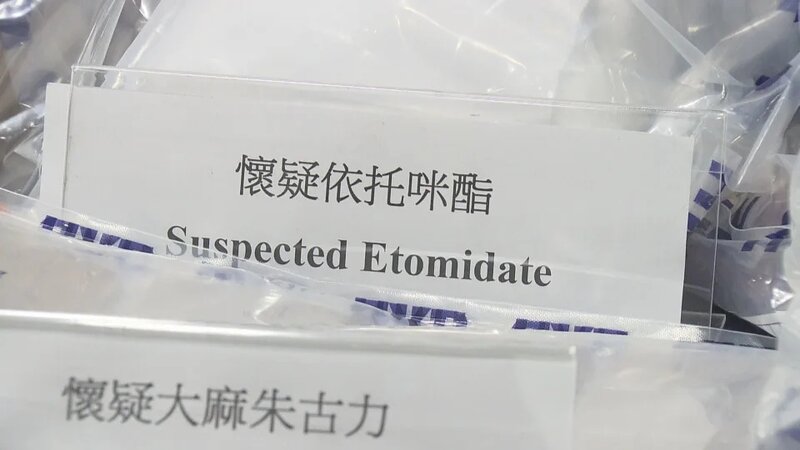 懷疑依托咪酯
Suspected Etomidate
懷疑大麻朱古力